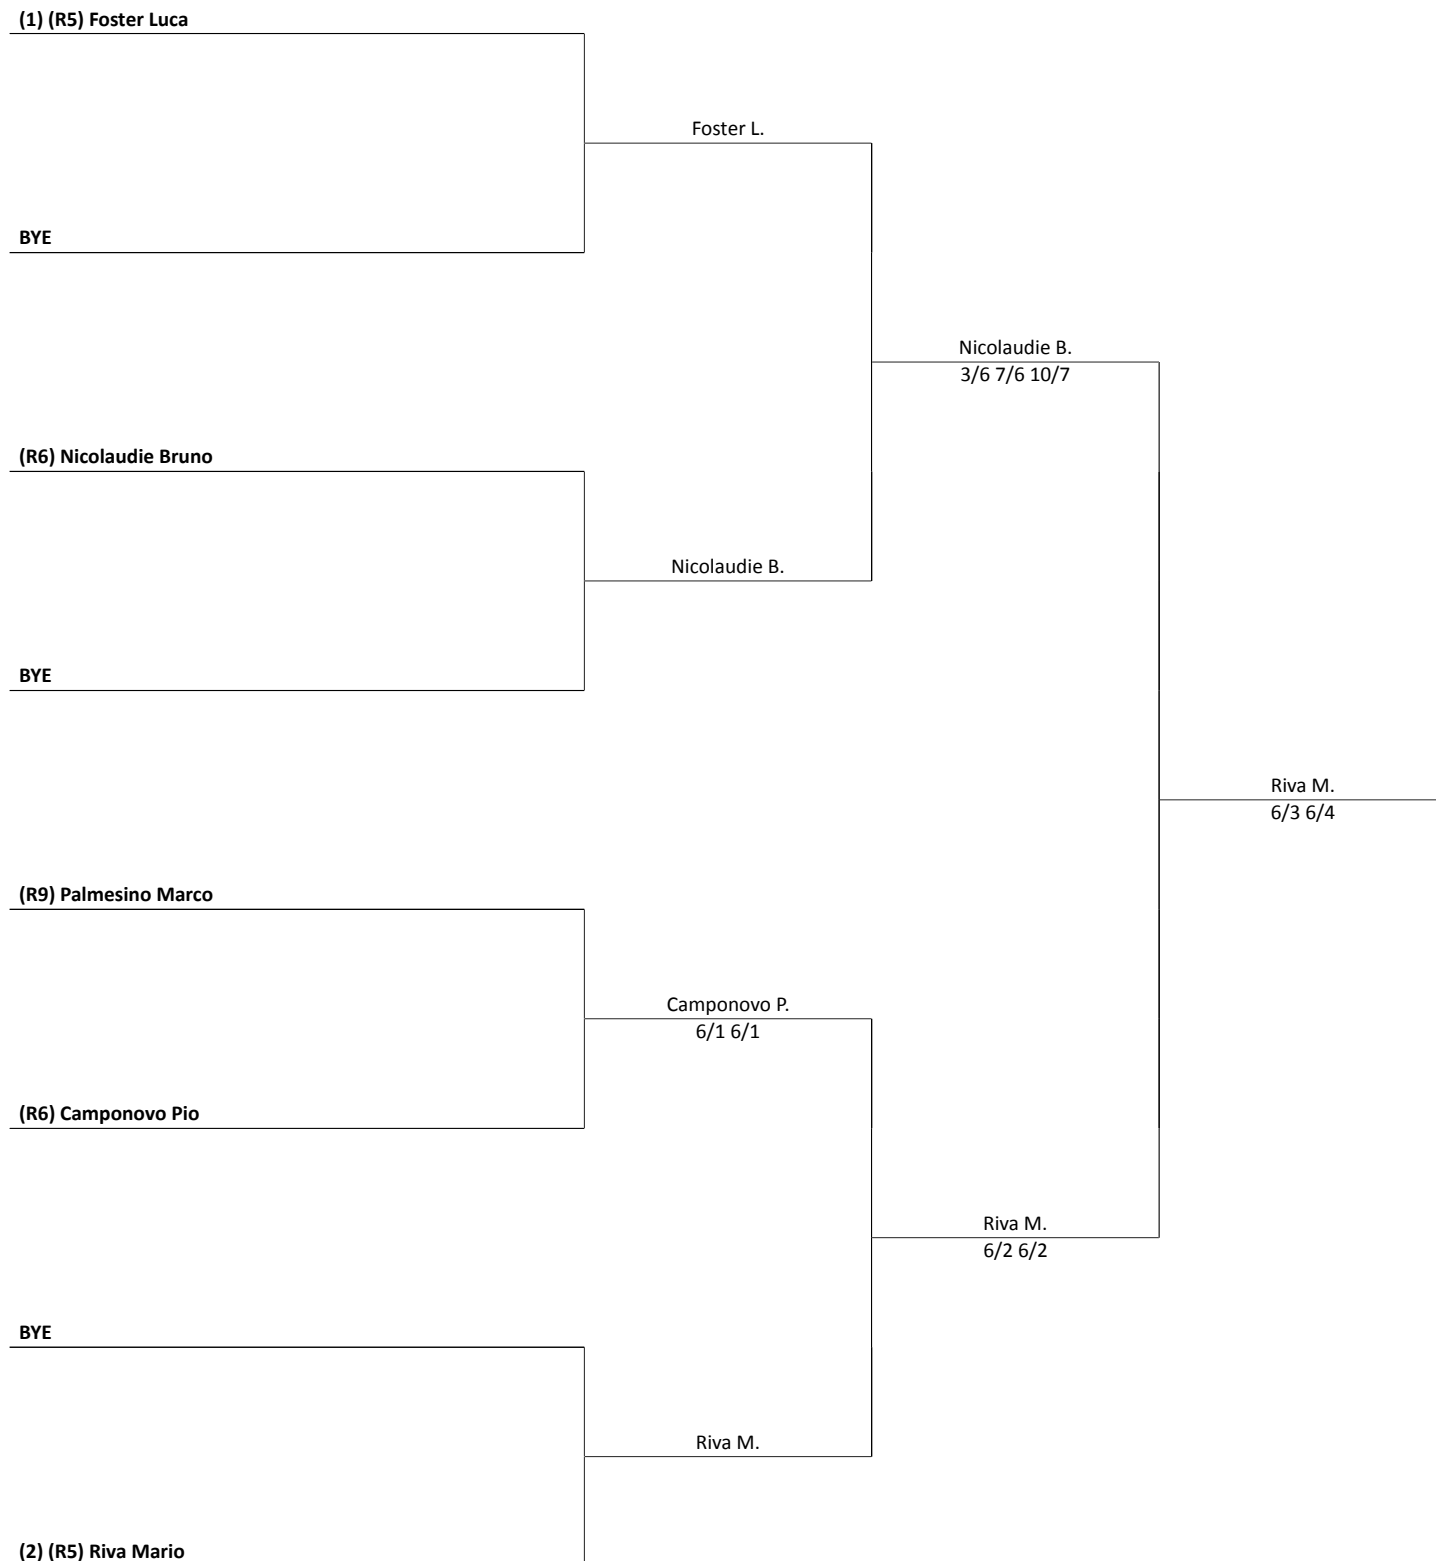 (1) (R5) Foster Luca
Foster L.
BYE
Nicolaudie B.
3/6 7/6 10/7
(R6) Nicolaudie Bruno
Nicolaudie B.
BYE
Riva M.
6/3 6/4
(R9) Palmesino Marco
Camponovo P.
6/1 6/1
(R6) Camponovo Pio
Riva M.
6/2 6/2
BYE
Riva M.
(2) (R5) Riva Mario